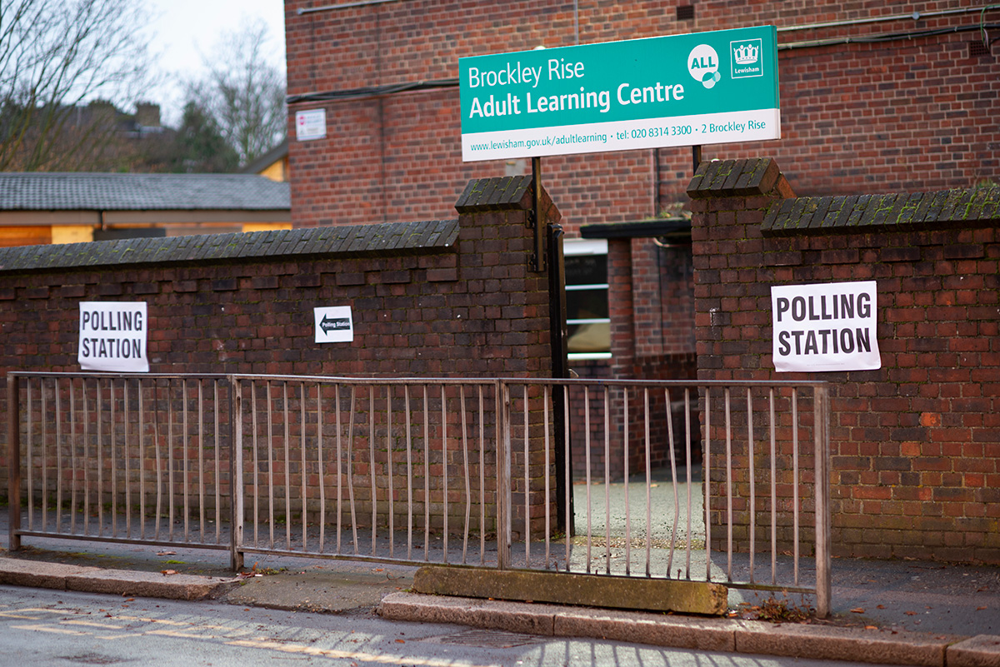 Brockley Rise
Adult Learning Centre
ALL
Lewisham
www.lewisham.gov.uk/adultlearning • tel: 020 8314 3300 • 2 Brockley Rise
POLLING
STATION
Polling Station
POLLING
STATION